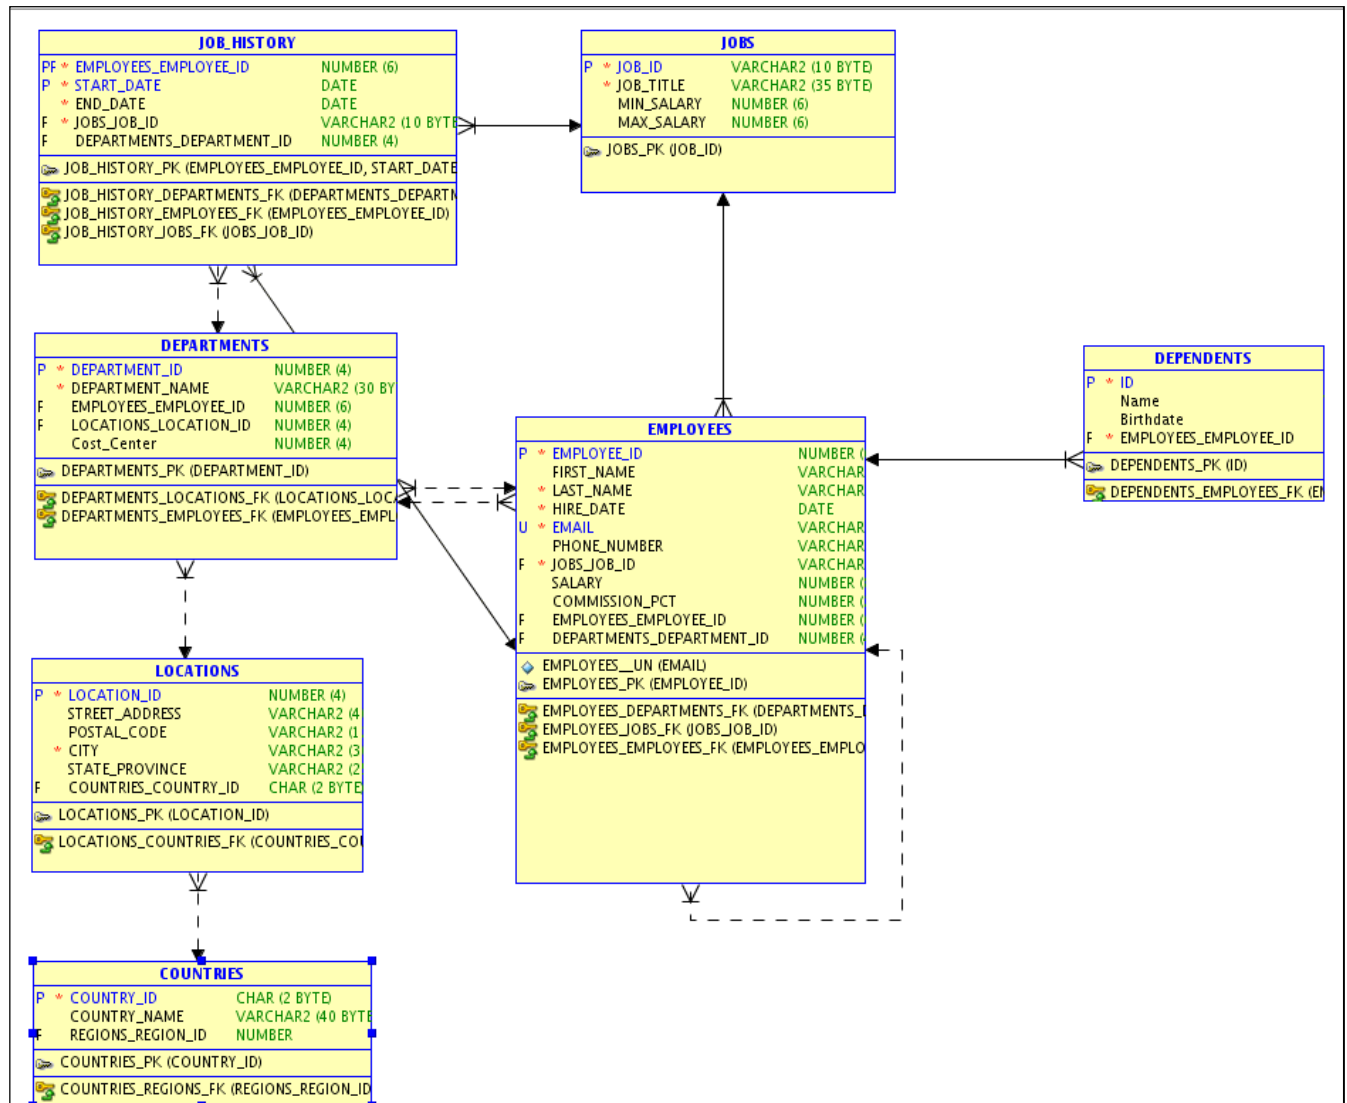 JOB_HISTORY
PF * EMPLOYEES_EMPLOYEE_ID NUMBER (6)
P * START_DATE DATE
* END_DATE DATE
F * JOBS_JOB_ID VARCHAR2 (10 BYTE
F DEPARTMENTS_DEPARTMENT_ID NUMBER (4)
JOB_HISTORY_PK (EMPLOYEES_EMPLOYEE_ID, START_DATE
JOB_HISTORY_DEPARTMENTS_FK (DEPARTMENTS_DEPARTN
JOB_HISTORY_EMPLOYEES_FK (EMPLOYEES_EMPLOYEE_ID)
JOB_HISTORY_JOBS_FK (JOBS_JOB_ID)
JOBS
P * JOB_ID VARCHAR2 (10 BYTE)
* JOB_TITLE VARCHAR2 (35 BYTE)
MIN_SALARY NUMBER (6)
MAX_SALARY NUMBER (6)
JOBS_PK (JOB_ID)
DEPARTMENTS
P * DEPARTMENT_ID NUMBER (4)
* DEPARTMENT_NAME VARCHAR2 (30 BY
F EMPLOYEES_EMPLOYEE_ID NUMBER (6)
F LOCATIONS_LOCATION_ID NUMBER (4)
Cost_Center NUMBER (4)
DEPARTMENTS_PK (DEPARTMENT_ID)
DEPARTMENTS_LOCATIONS_FK (LOCATIONS_LOCA
DEPARTMENTS_EMPLOYEES_FK (EMPLOYEES_EMPL
DEPENDENTS
P * ID
Name
Birthdate
F * EMPLOYEES_EMPLOYEE_ID
DEPENDENTS_PK (ID)
DEPENDENTS_EMPLOYEES_FK (EM
EMPLOYEES
P * EMPLOYEE_ID NUMBER (
FIRST_NAME VARCHAR
* LAST_NAME VARCHAR
* HIRE_DATE DATE
U * EMAIL VARCHAR
PHONE_NUMBER VARCHAR
F * JOBS_JOB_ID VARCHAR
SALARY NUMBER (
COMMISSION_PCT NUMBER (
F EMPLOYEES_EMPLOYEE_ID NUMBER (
F DEPARTMENTS_DEPARTMENT_ID NUMBER (
EMPLOYEES__UN (EMAIL)
EMPLOYEES_PK (EMPLOYEE_ID)
EMPLOYEES_DEPARTMENTS_FK (DEPARTMENTS_
EMPLOYEES_JOBS_FK (JOBS_JOB_ID)
EMPLOYEES_EMPLOYEES_FK (EMPLOYEES_EMPLO
LOCATIONS
P * LOCATION_ID NUMBER (4)
STREET_ADDRESS VARCHAR2 (4
POSTAL_CODE VARCHAR2 (1
* CITY VARCHAR2 (3
STATE_PROVINCE VARCHAR2 (2
F COUNTRIES_COUNTRY_ID CHAR (2 BYTE
LOCATIONS_PK (LOCATION_ID)
LOCATIONS_COUNTRIES_FK (COUNTRIES_COU
COUNTRIES
P * COUNTRY_ID CHAR (2 BYTE)
COUNTRY_NAME VARCHAR2 (40 BYTE
F REGIONS_REGION_ID NUMBER
COUNTRIES_PK (COUNTRY_ID)
COUNTRIES_REGIONS_FK (REGIONS_REGION_ID